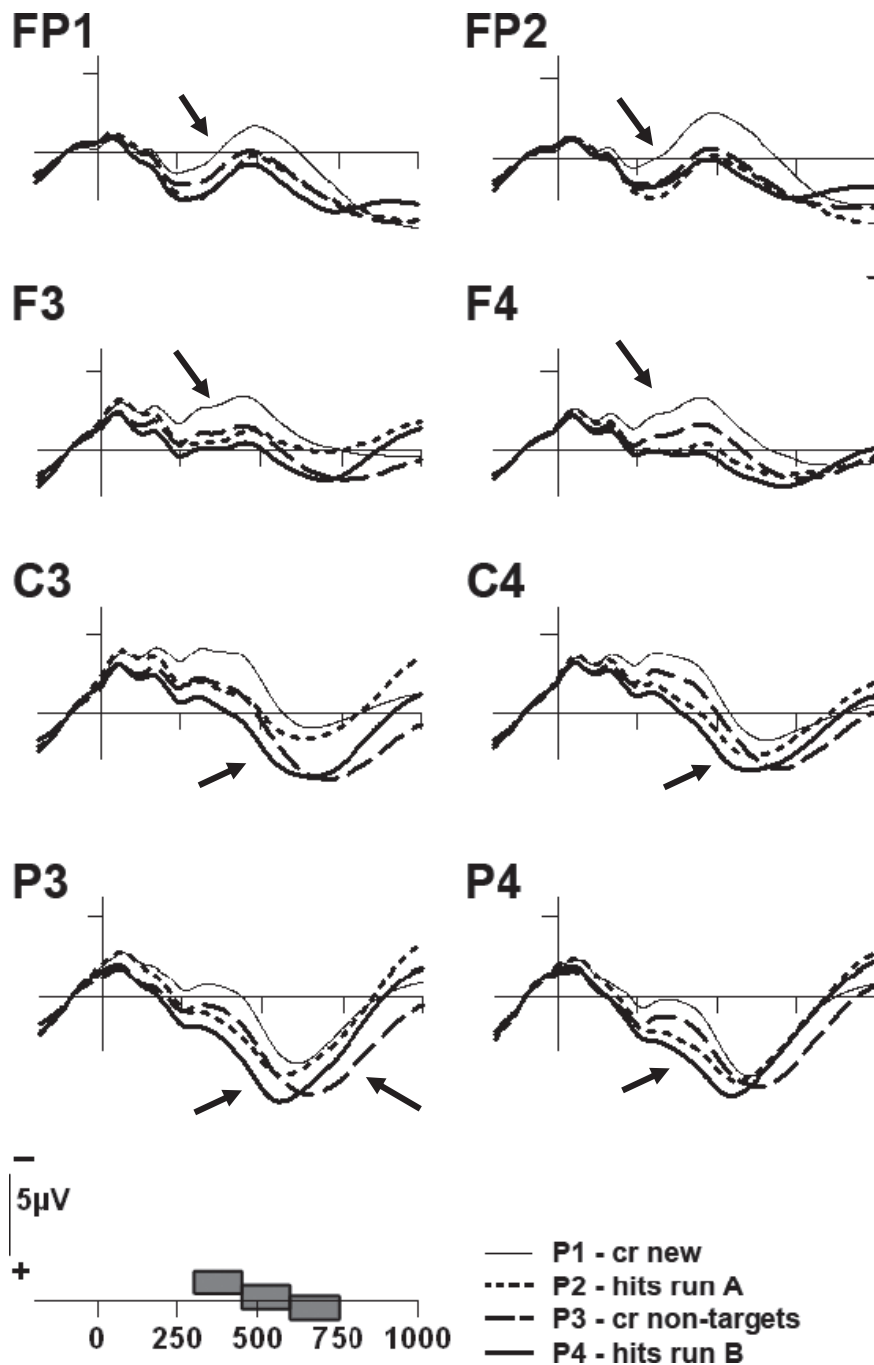 FP1 FP2
F3 F4
C3 C4
P3 P4
−
5µV
+
0 250 500 750 1000
P1 - cr new
P2 - hits run A
P3 - cr non-targets
P4 - hits run B